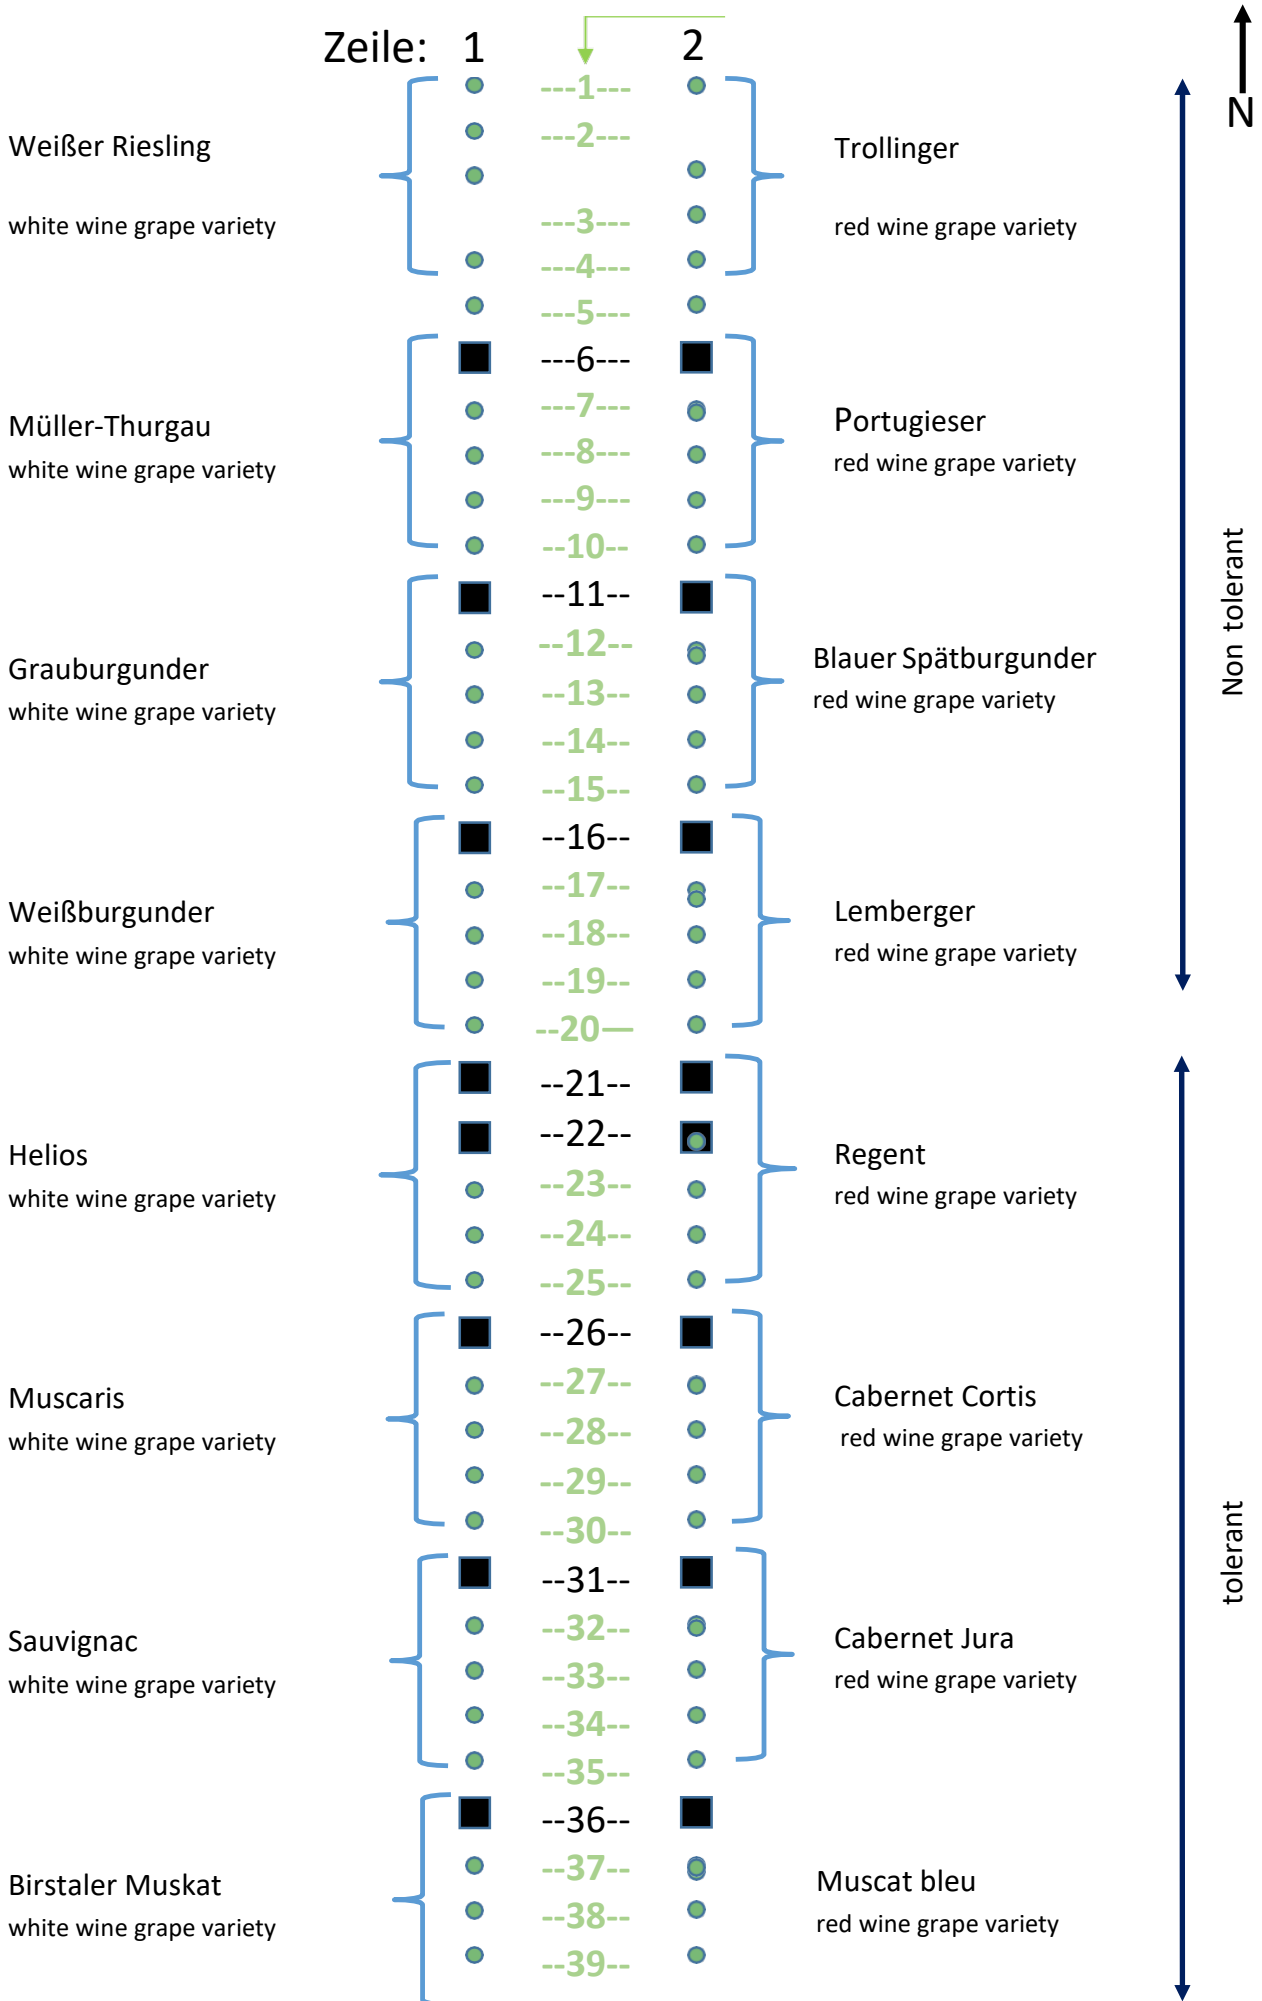 Zeile: 1 2
N
---1---
---2---
Weißer Riesling
Trollinger
white wine grape variety
---3---
red wine grape variety
---4---
---5---
---6---
---7---
Müller-Thurgau
Portugieser
---8---
white wine grape variety
red wine grape variety
---9---
--10--
Non tolerant
--11--
--12--
Grauburgunder
Blauer Spätburgunder
--13--
white wine grape variety
red wine grape variety
--14--
--15--
--16--
--17--
Weißburgunder
Lemberger
--18--
white wine grape variety
red wine grape variety
--19--
--20—
--21--
--22--
Helios
Regent
--23--
white wine grape variety
red wine grape variety
--24--
--25--
--26--
--27--
Muscaris
Cabernet Cortis
--28--
white wine grape variety
red wine grape variety
--29--
--30--
tolerant
--31--
--32--
Sauvignac
Cabernet Jura
--33--
white wine grape variety
red wine grape variety
--34--
--35--
--36--
--37--
Birstaler Muskat
Muscat bleu
--38--
white wine grape variety
red wine grape variety
--39--